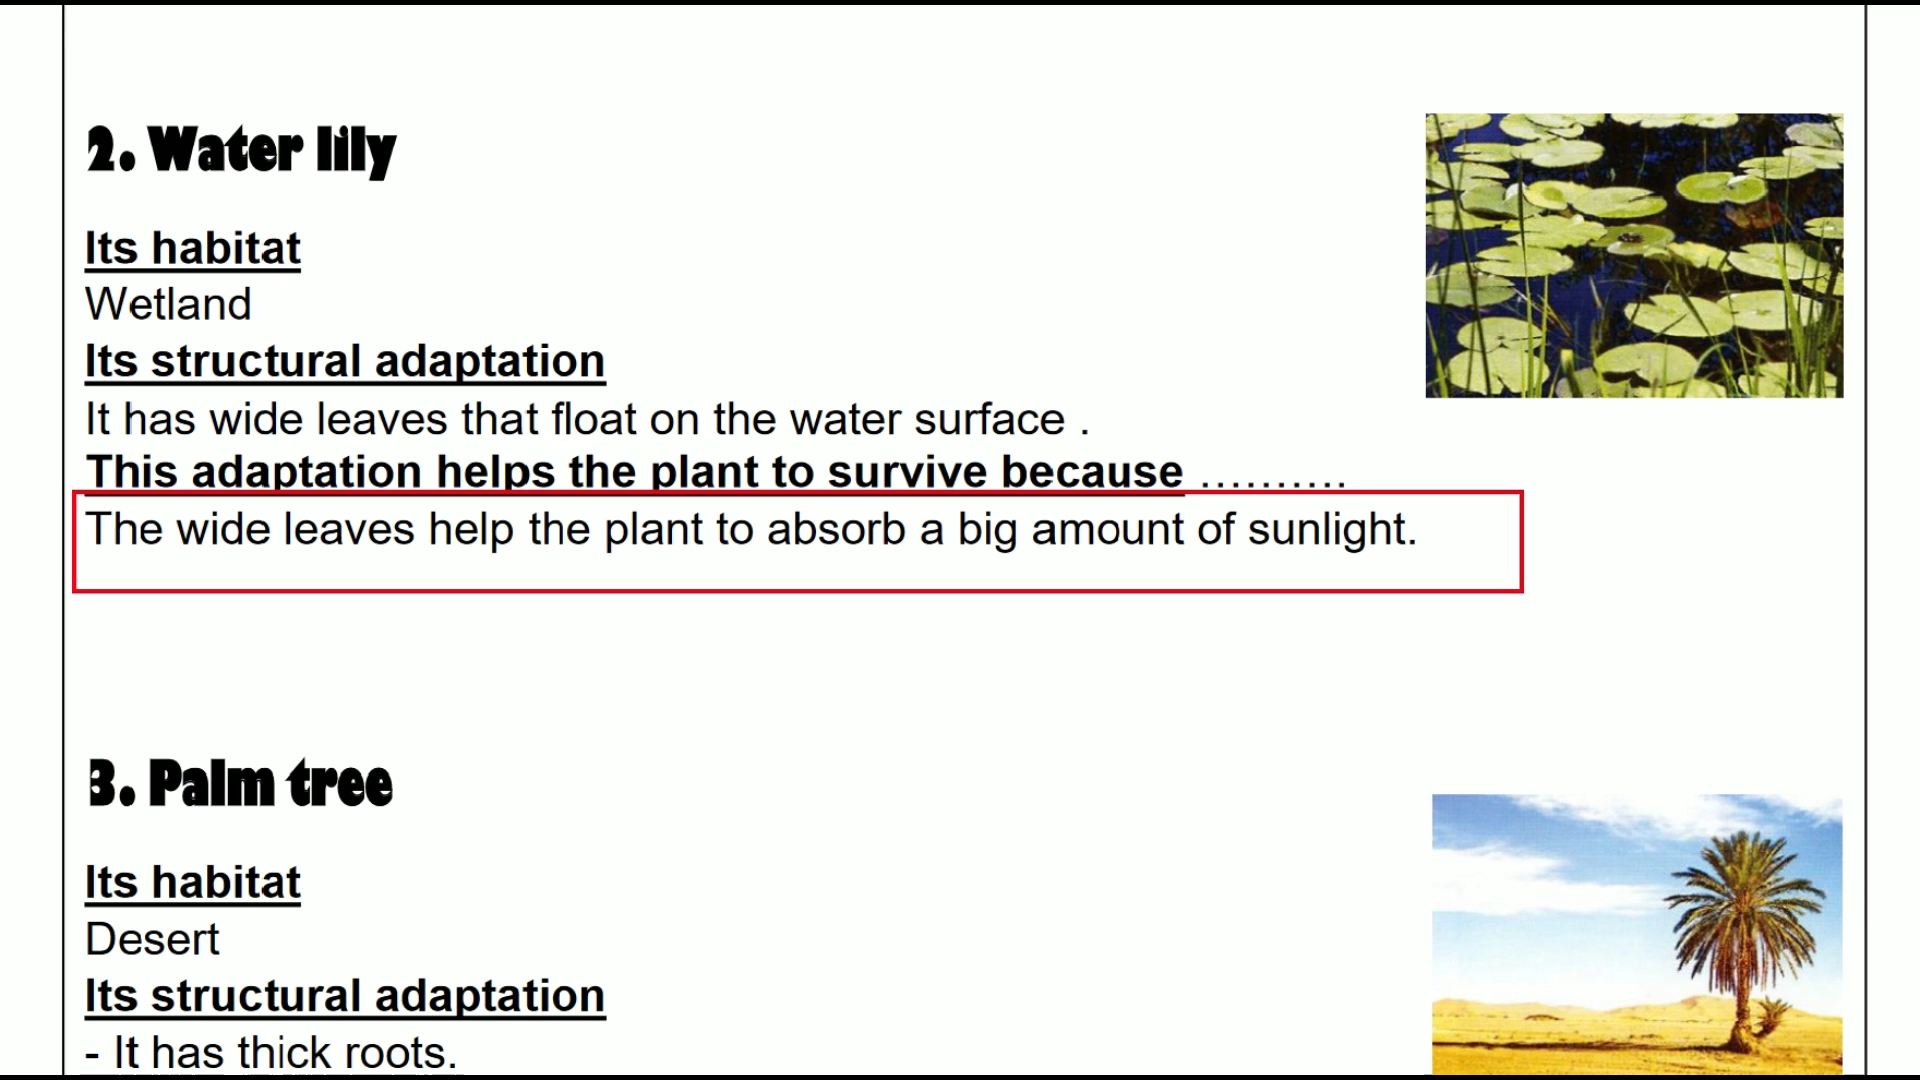 2. Water lily
Its habitat
Wetland
Its structural adaptation
It has wide leaves that float on the water surface .
This adaptation helps the plant to survive because ..........
The wide leaves help the plant to absorb a big amount of sunlight.
3. Palm tree
Its habitat
Desert
Its structural adaptation
- It has thick roots.